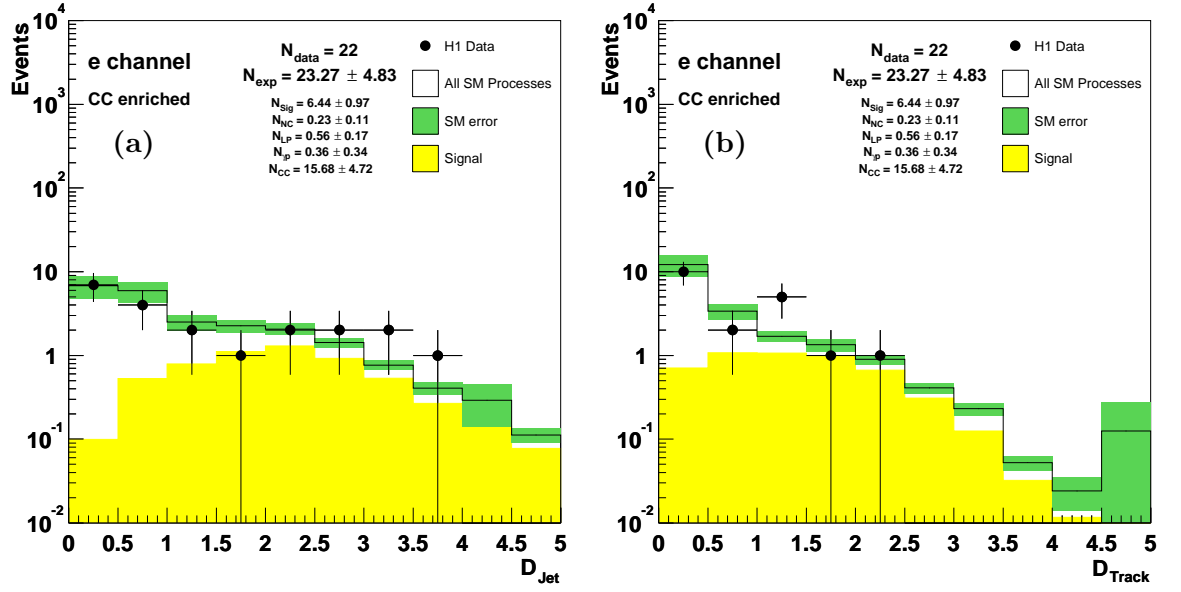 Events
10^4
10^3
10^2
10
1
10^-1
10^-2
e channel
CC enriched
(a)
N_data = 22
N_exp = 23.27 ± 4.83
N_Sig = 6.44 ± 0.97
N_NC = 0.23 ± 0.11
N_LP = 0.56 ± 0.17
N_γp = 0.36 ± 0.34
N_CC = 15.68 ± 4.72
H1 Data
All SM Processes
SM error
Signal
0 0.5 1 1.5 2 2.5 3 3.5 4 4.5 5
D_Jet
Events
10^4
10^3
10^2
10
1
10^-1
10^-2
e channel
CC enriched
(b)
N_data = 22
N_exp = 23.27 ± 4.83
N_Sig = 6.44 ± 0.97
N_NC = 0.23 ± 0.11
N_LP = 0.56 ± 0.17
N_γp = 0.36 ± 0.34
N_CC = 15.68 ± 4.72
H1 Data
All SM Processes
SM error
Signal
0 0.5 1 1.5 2 2.5 3 3.5 4 4.5 5
D_Track